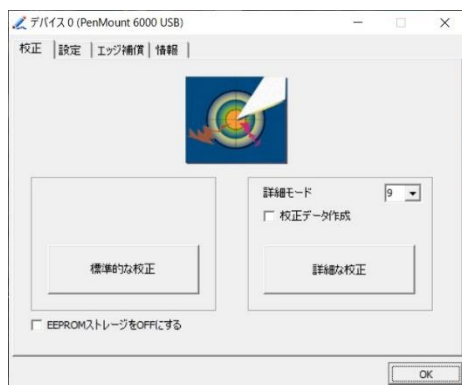 デバイス 0 (PenMount 6000 USB)
校正 設定 エッジ補償 情報
詳細モード 9
校正データ作成
標準的な校正 詳細な校正
EEPROMストレージをOFFにする
OK